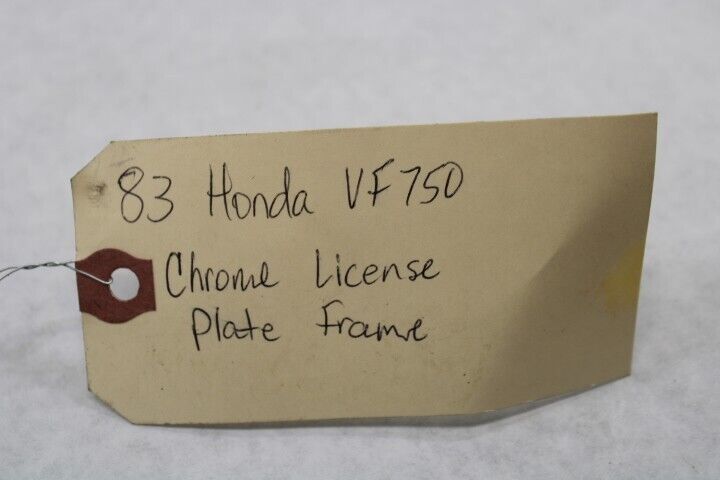 83 Honda VF750
Chrome License
Plate Frame